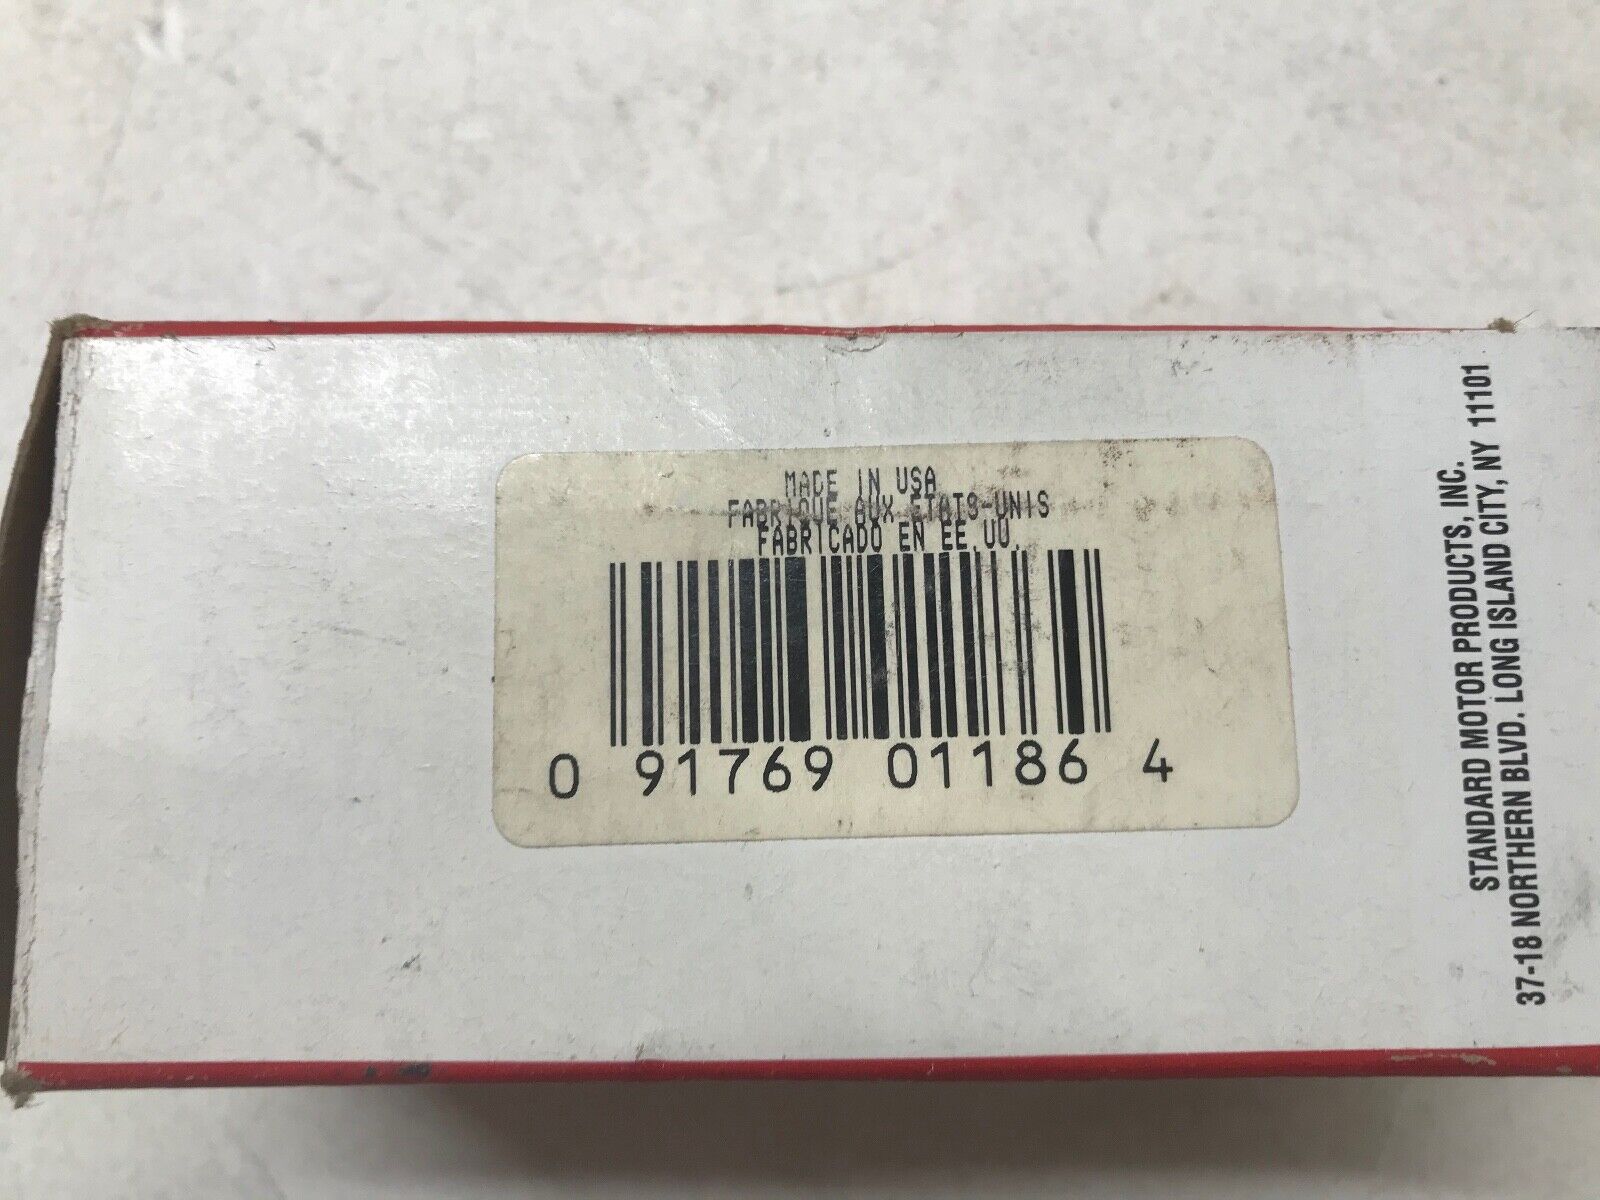 MADE IN USA
FABRIQUE AUX ETATS-UNIS
FABRICADO EN EE.UU.
0 91769 01186 4
STANDARD MOTOR PRODUCTS, INC.
37-18 NORTHERN BLVD. LONG ISLAND CITY, NY 11101